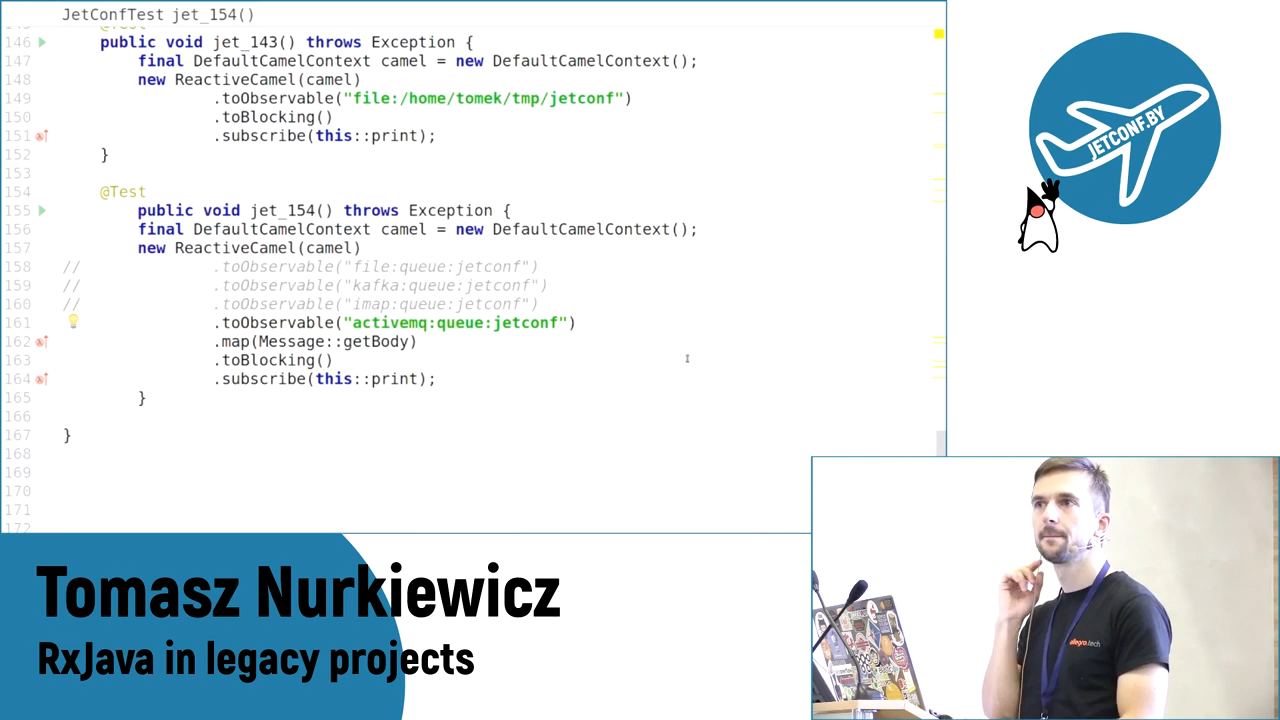 JetConfTest jet_154()
145 @Test
146 public void jet_143() throws Exception {
147 final DefaultCamelContext camel = new DefaultCamelContext();
148 new ReactiveCamel(camel)
149 .toObservable("file:/home/tomek/tmp/jetconf")
150 .toBlocking()
151 .subscribe(this::print);
152 }
153
154 @Test
155 public void jet_154() throws Exception {
156 final DefaultCamelContext camel = new DefaultCamelContext();
157 new ReactiveCamel(camel)
158 // .toObservable("file:queue:jetconf")
159 // .toObservable("kafka:queue:jetconf")
160 // .toObservable("imap:queue:jetconf")
161 .toObservable("activemq:queue:jetconf")
162 .map(Message::getBody)
163 .toBlocking()
164 .subscribe(this::print);
165 }
166
167 }
168
169
170
171
172
JETCONF.BY
allegro.tech
Tomasz Nurkiewicz
RxJava in legacy projects